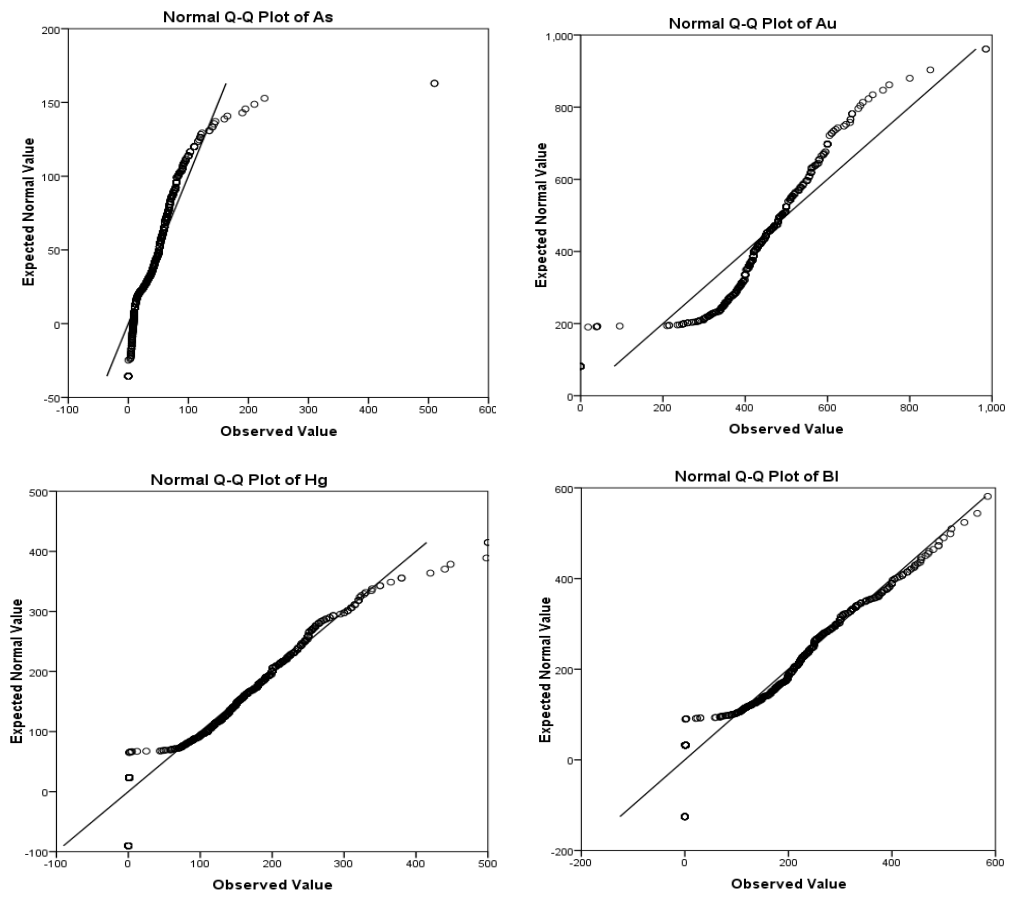 Normal Q-Q Plot of As
200
150
100
50
0
-50
-100 0 100 200 300 400 500 600
Expected Normal Value
Observed Value
Normal Q-Q Plot of Au
1,000
800
600
400
200
0
0 200 400 600 800 1,000
Expected Normal Value
Observed Value
Normal Q-Q Plot of Hg
500
400
300
200
100
0
-100
-100 0 100 200 300 400 500
Expected Normal Value
Observed Value
Normal Q-Q Plot of BI
600
400
200
0
-200
-200 0 200 400 600
Expected Normal Value
Observed Value